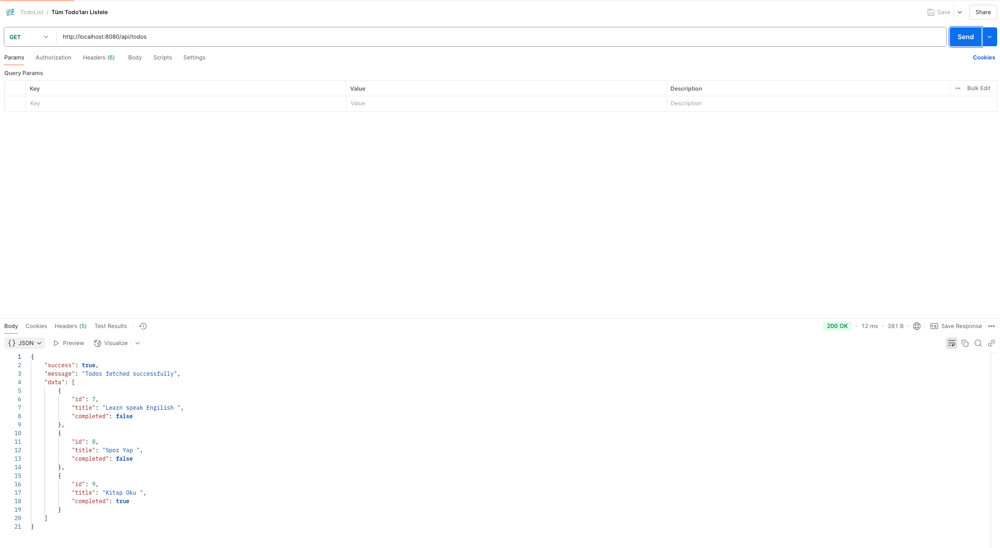 HTTP TodoList / Tüm Todo'ları Listele Save Share
GET http://localhost:8080/api/todos Send
Params Authorization Headers (6) Body Scripts Settings Cookies
Query Params
Key Value Description Bulk Edit
Key Value Description
Body Cookies Headers (5) Test Results 200 OK • 12 ms • 381 B • e.g. Save Response
{} JSON Preview Visualize
1 {
2 "success": true,
3 "message": "Todos fetched successfully",
4 "data": [
5 {
6 "id": 7,
7 "title": "Learn speak Engilish ",
8 "completed": false
9 },
10 {
11 "id": 8,
12 "title": "Spor Yap ",
13 "completed": false
14 },
15 {
16 "id": 9,
17 "title": "Kitap Oku ",
18 "completed": true
19 }
20 ]
21 }